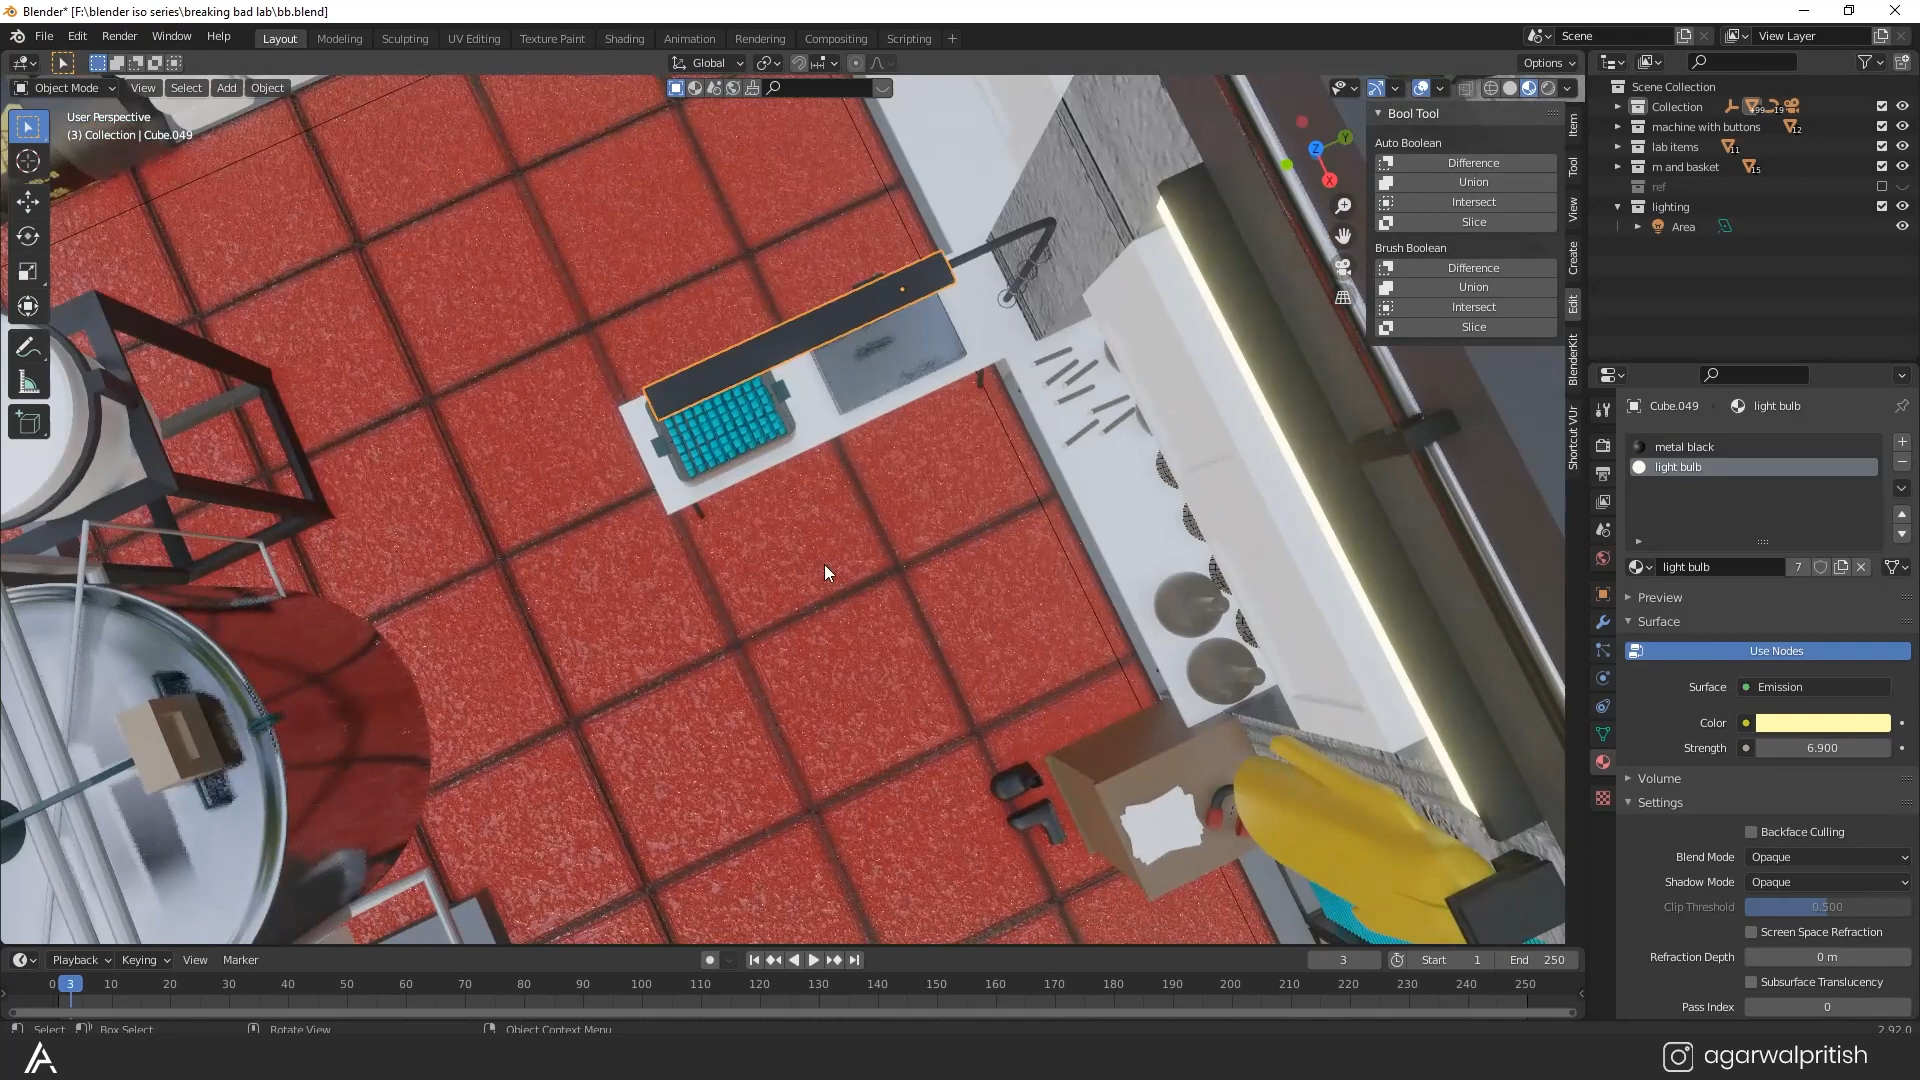 Blender* [F:\blender iso series\breaking bad lab\bb.blend]
File Edit Render Window Help Layout Modeling Sculpting UV Editing Texture Paint Shading Animation Rendering Compositing Scripting + Scene View Layer
Global Options
Object Mode View Select Add Object
User Perspective
(3) Collection | Cube.049
Bool Tool
Auto Boolean
Difference
Union
Intersect
Slice
Brush Boolean
Difference
Union
Intersect
Slice
Item
Tool
View
Create
Edit
BlenderKit
Shortcut VUr
X
Y
Z
Scene Collection
Collection 99 19
machine with buttons 12
lab items 11
m and basket 15
ref
lighting
Area
Cube.049 light bulb
metal black
light bulb
light bulb 7
Preview
Surface
Use Nodes
Surface Emission
Color
Strength 6.900
Volume
Settings
Backface Culling
Blend Mode Opaque
Shadow Mode Opaque
Clip Threshold 0.500
Screen Space Refraction
Refraction Depth 0 m
Subsurface Translucency
Pass Index 0
Playback Keying View Marker 3 Start 1 End 250
0 3 10 20 30 40 50 60 70 80 90 100 110 120 130 140 150 160 170 180 190 200 210 220 230 240 250
Select Box Select Rotate View Object Context Menu 2.92.0
agarwalpritish